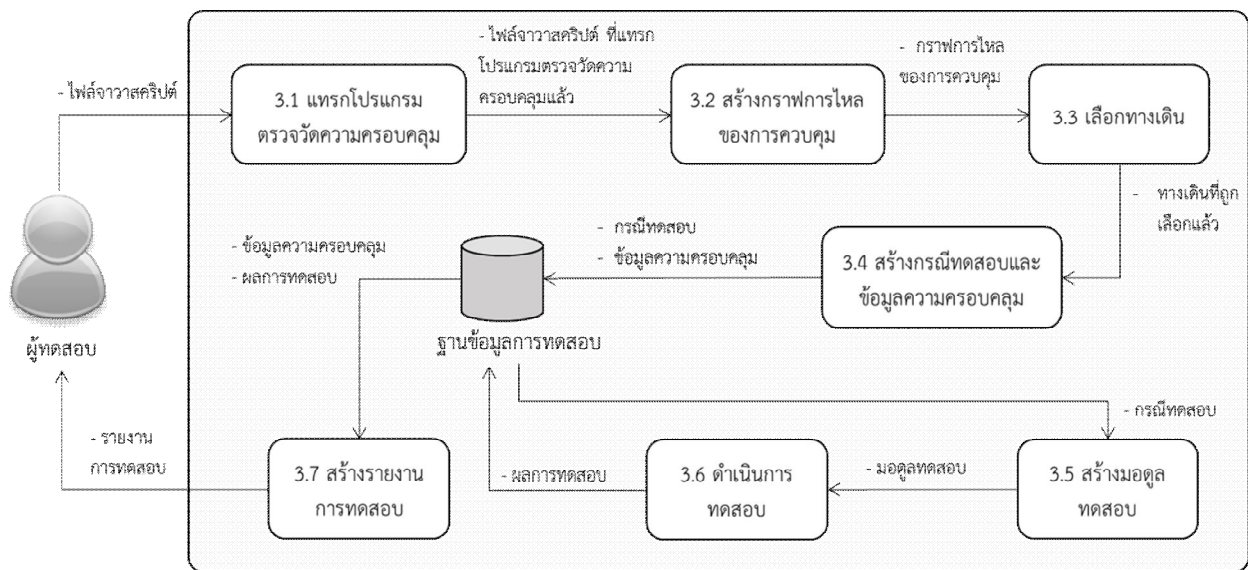 - ไฟล์จาวาสคริปต์
3.1 แทรกโปรแกรม
ตรวจวัดความครอบคลุม
- ไฟล์จาวาสคริปต์ ที่แทรก
โปรแกรมตรวจวัดความ
ครอบคลุมแล้ว
3.2 สร้างกราฟการไหล
ของการควบคุม
- กราฟการไหล
ของการควบคุม
3.3 เลือกทางเดิน
- ทางเดินที่ถูก
เลือกแล้ว
3.4 สร้างกรณีทดสอบและ
ข้อมูลความครอบคลุม
- กรณีทดสอบ
- ข้อมูลความครอบคลุม
ฐานข้อมูลการทดสอบ
- ข้อมูลความครอบคลุม
- ผลการทดสอบ
ผู้ทดสอบ
- กรณีทดสอบ
3.5 สร้างมอดูล
ทดสอบ
- มอดูลทดสอบ
3.6 ดำเนินการ
ทดสอบ
- ผลการทดสอบ
3.7 สร้างรายงาน
การทดสอบ
- รายงาน
การทดสอบ